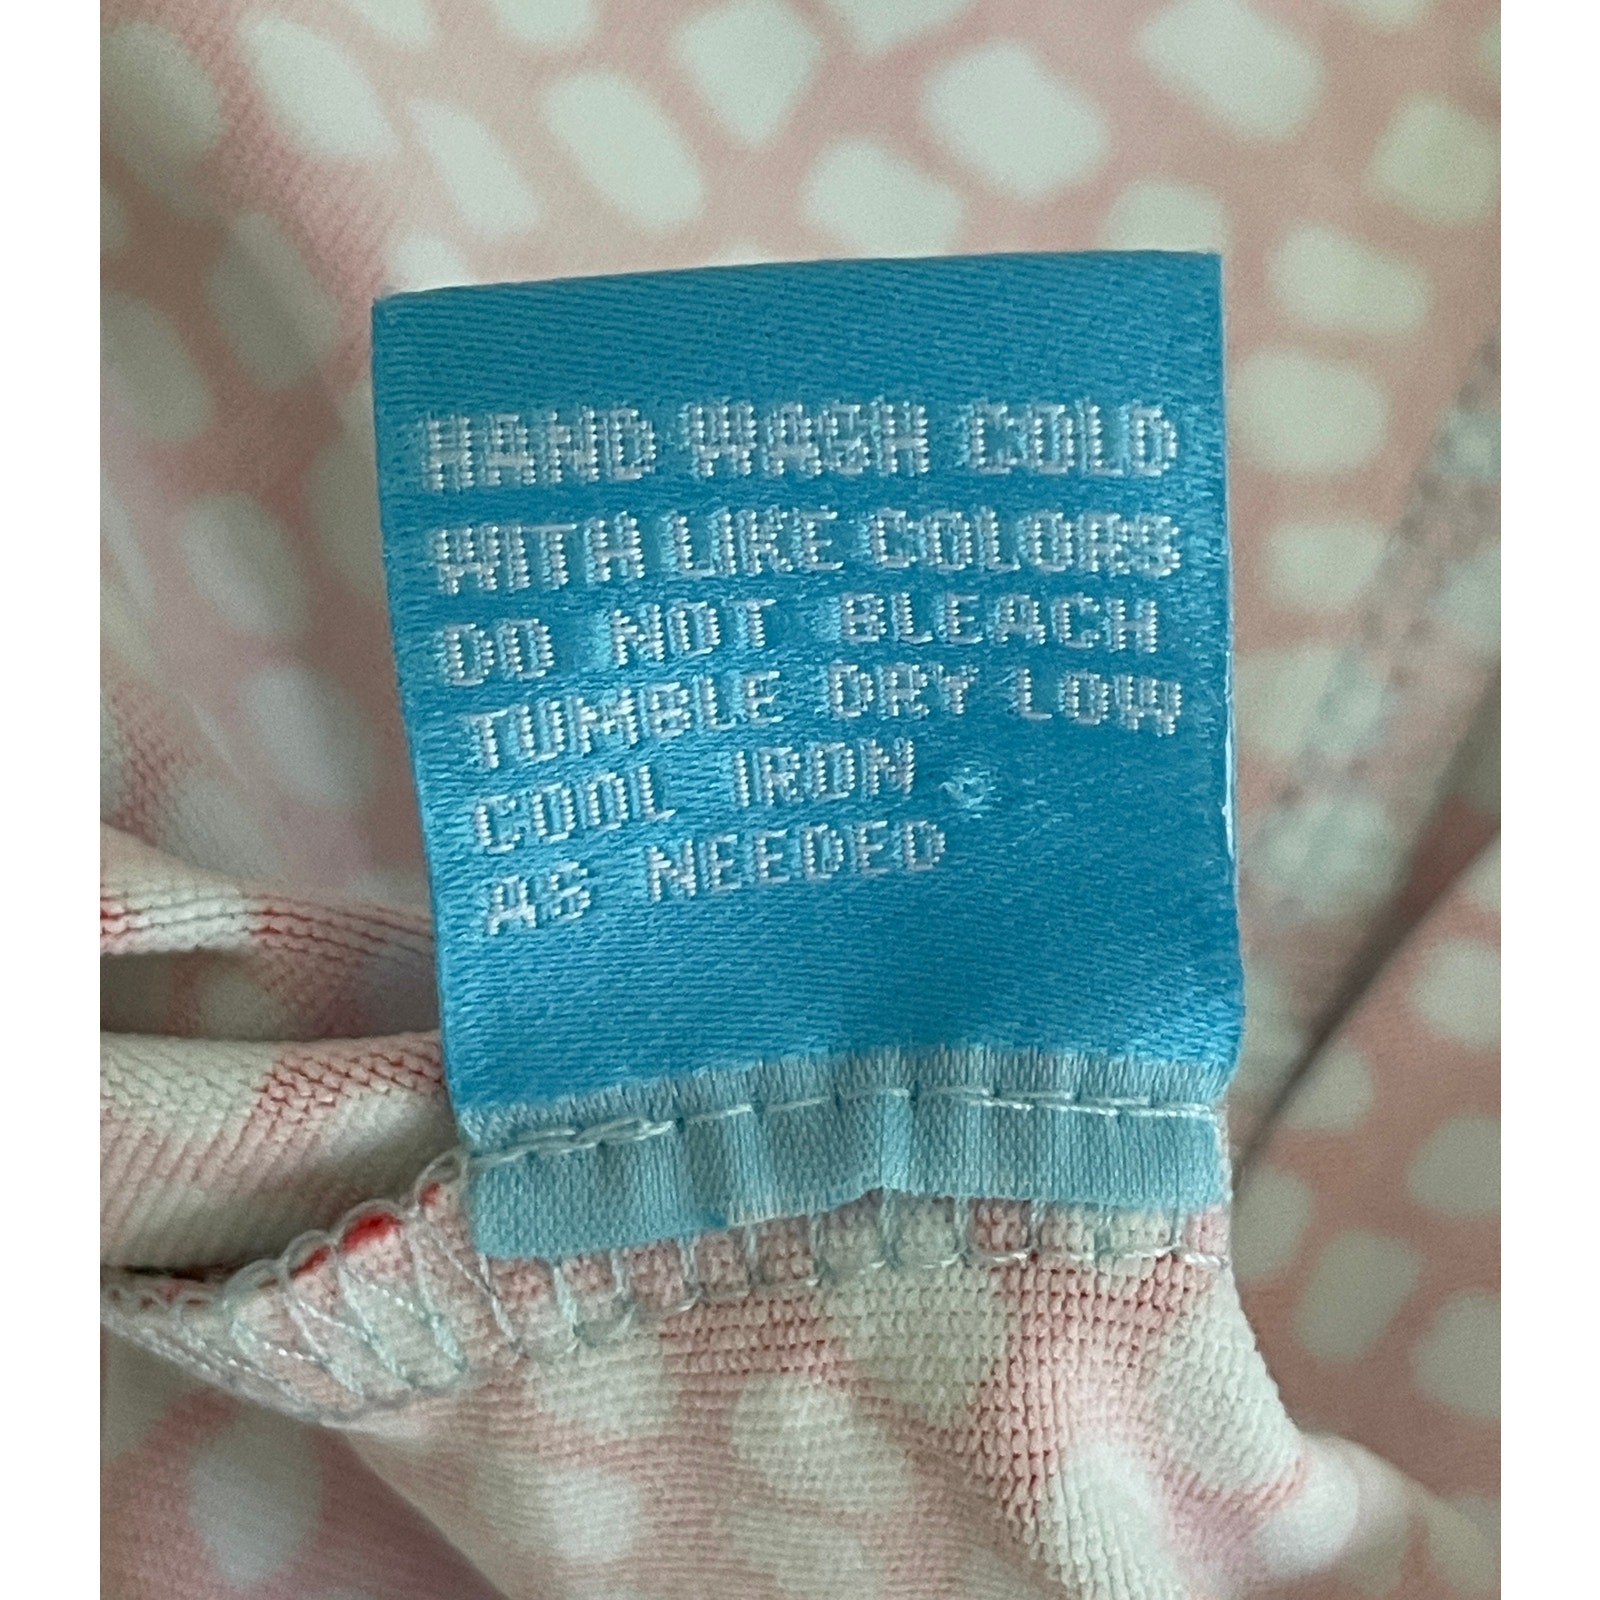 HAND WASH COLD
WITH LIKE COLORS
DO NOT BLEACH
TUMBLE DRY LOW
COOL IRON
AS NEEDED